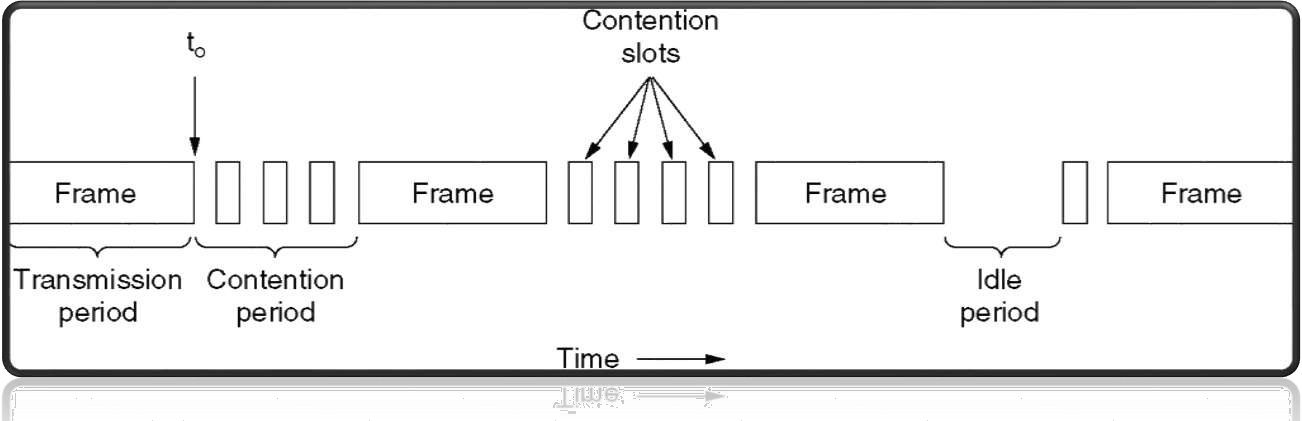 t₀
Contention
slots
Frame
Frame
Frame
Frame
Transmission
period
Contention
period
Idle
period
Time